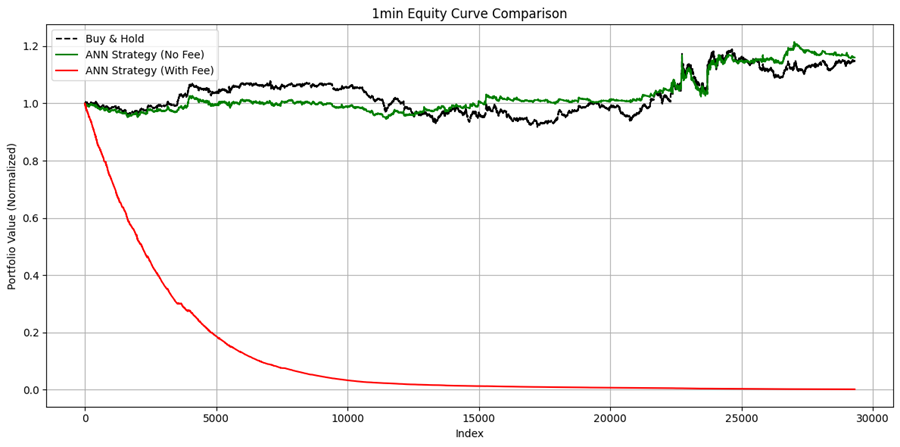 1min Equity Curve Comparison
Buy & Hold
ANN Strategy (No Fee)
ANN Strategy (With Fee)
Portfolio Value (Normalized)
1.2
1.0
0.8
0.6
0.4
0.2
0.0
0 5000 10000 15000 20000 25000 30000
Index